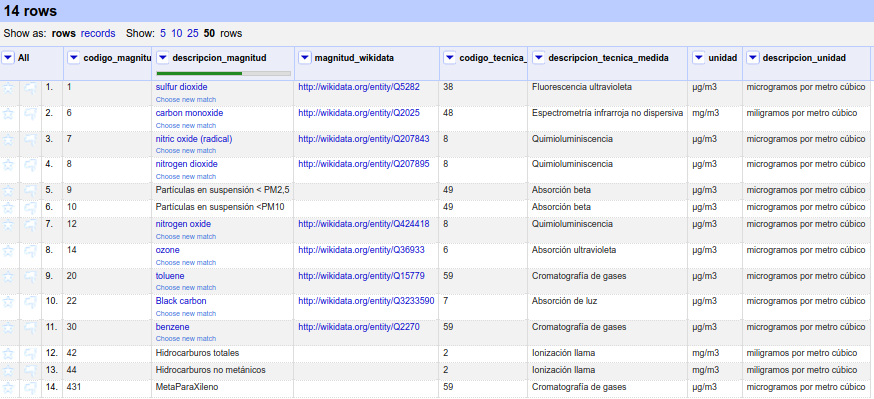 14 rows
Show as: rows records Show: 5 10 25 50 rows
All codigo_magnitu descripcion_magnitud magnitud_wikidata codigo_tecnica_ descripcion_tecnica_medida unidad descripcion_unidad
1. 1 sulfur dioxide http://wikidata.org/entity/Q5282 38 Fluorescencia ultravioleta µg/m3 microgramos por metro cúbico
Choose new match
2. 6 carbon monoxide http://wikidata.org/entity/Q2025 48 Espectrometría infrarroja no dispersiva mg/m3 miligramos por metro cúbico
Choose new match
3. 7 nitric oxide (radical) http://wikidata.org/entity/Q207843 8 Quimioluminiscencia µg/m3 microgramos por metro cúbico
Choose new match
4. 8 nitrogen dioxide http://wikidata.org/entity/Q207895 8 Quimioluminiscencia µg/m3 microgramos por metro cúbico
Choose new match
5. 9 Partículas en suspensión < PM2,5 49 Absorción beta µg/m3 microgramos por metro cúbico
6. 10 Partículas en suspensión <PM10 49 Absorción beta µg/m3 microgramos por metro cúbico
7. 12 nitrogen oxide http://wikidata.org/entity/Q424418 8 Quimioluminiscencia µg/m3 microgramos por metro cúbico
Choose new match
8. 14 ozone http://wikidata.org/entity/Q36933 6 Absorción ultravioleta µg/m3 microgramos por metro cúbico
Choose new match
9. 20 toluene http://wikidata.org/entity/Q15779 59 Cromatografía de gases µg/m3 microgramos por metro cúbico
Choose new match
10. 22 Black carbon http://wikidata.org/entity/Q3233590 7 Absorción de luz µg/m3 microgramos por metro cúbico
Choose new match
11. 30 benzene http://wikidata.org/entity/Q2270 59 Cromatografía de gases µg/m3 microgramos por metro cúbico
Choose new match
12. 42 Hidrocarburos totales 2 Ionización llama mg/m3 miligramos por metro cúbico
13. 44 Hidrocarburos no metánicos 2 Ionización llama mg/m3 miligramos por metro cúbico
14. 431 MetaParaXileno 59 Cromatografía de gases µg/m3 microgramos por metro cúbico